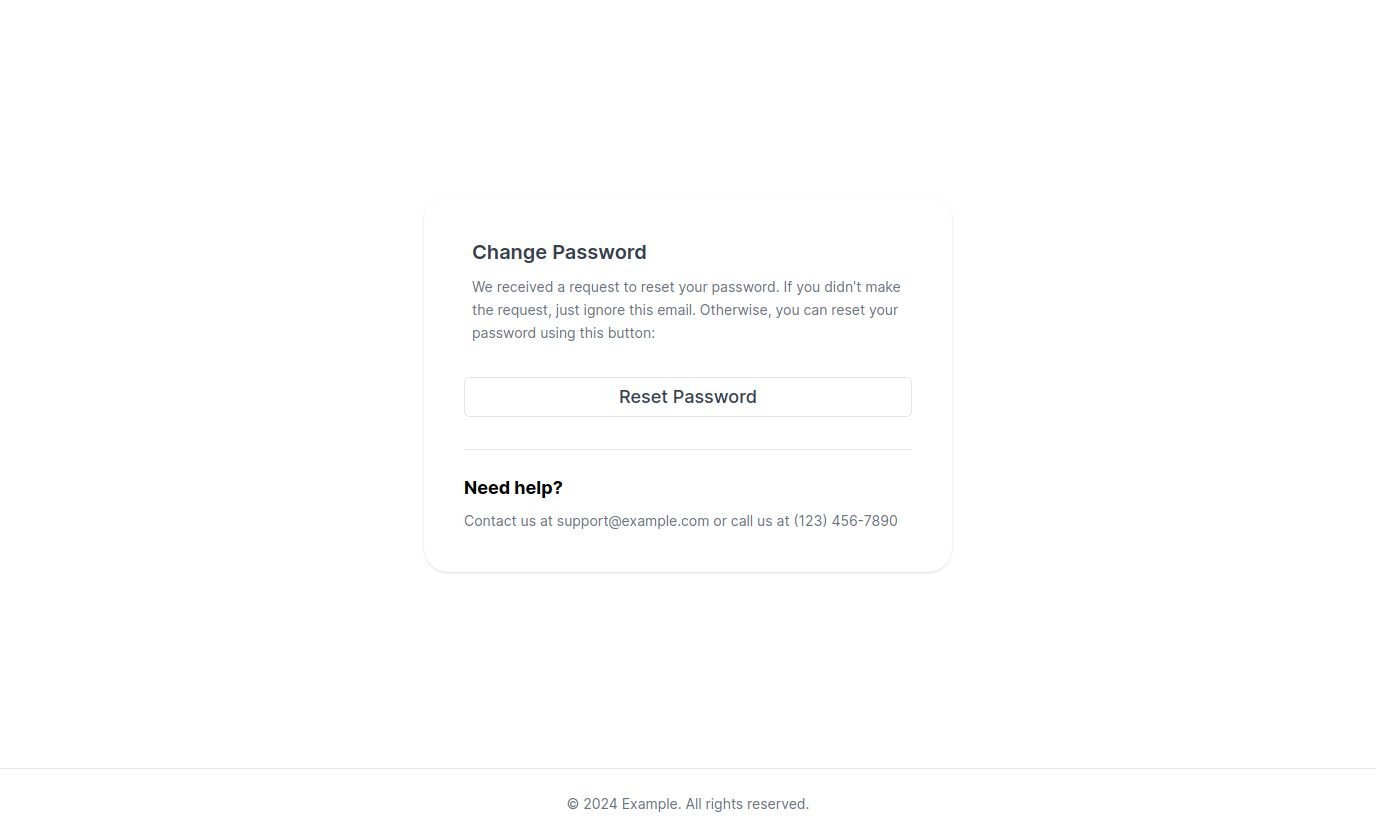 Change Password
We received a request to reset your password. If you didn't make
the request, just ignore this email. Otherwise, you can reset your
password using this button:
Reset Password
Need help?
Contact us at support@example.com or call us at (123) 456-7890
© 2024 Example. All rights reserved.